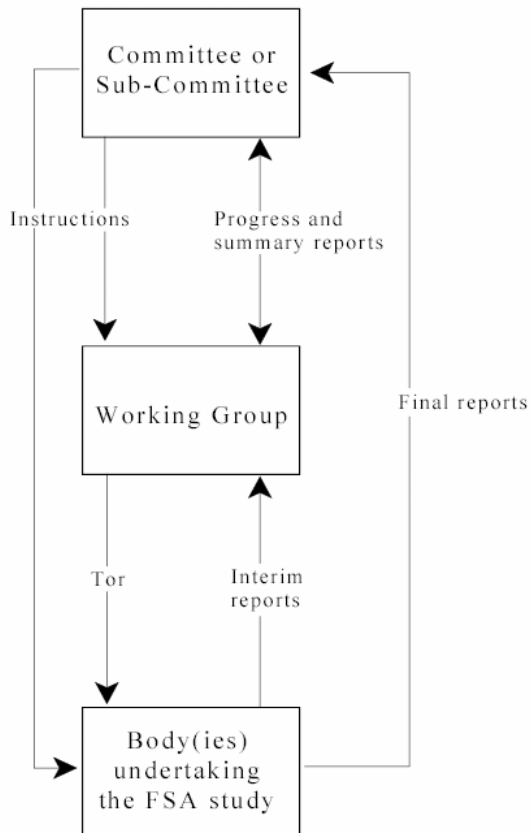 Committee or
Sub-Committee
Instructions
Progress and
summary reports
Working Group
Final reports
Tor
Interim
reports
Body(ies)
undertaking
the FSA study